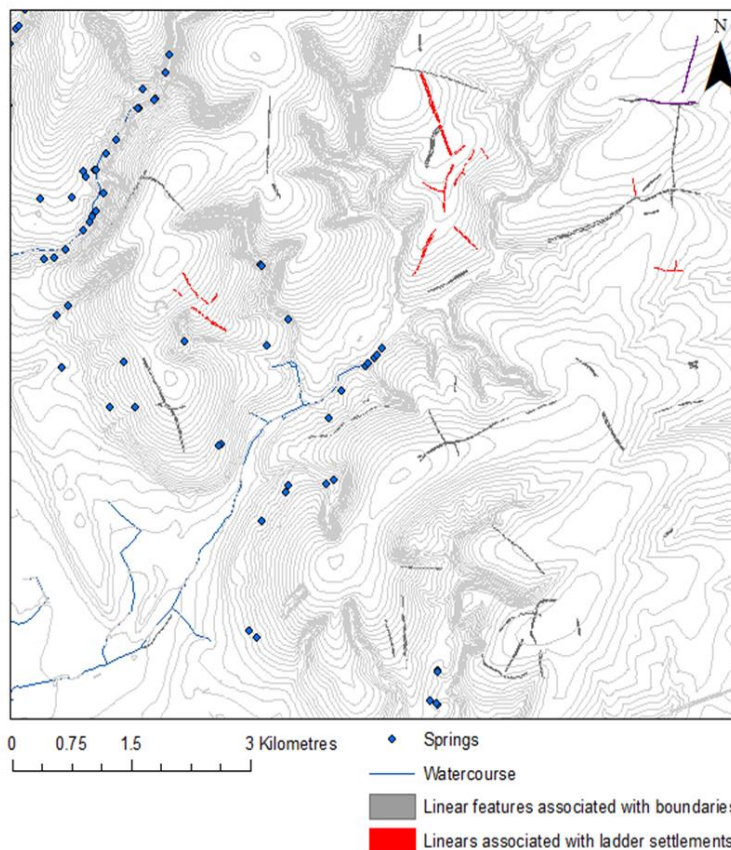 N
0 0.75 1.5 3 Kilometres
Springs
Watercourse
Linear features associated with boundaries
Linears associated with ladder settlements